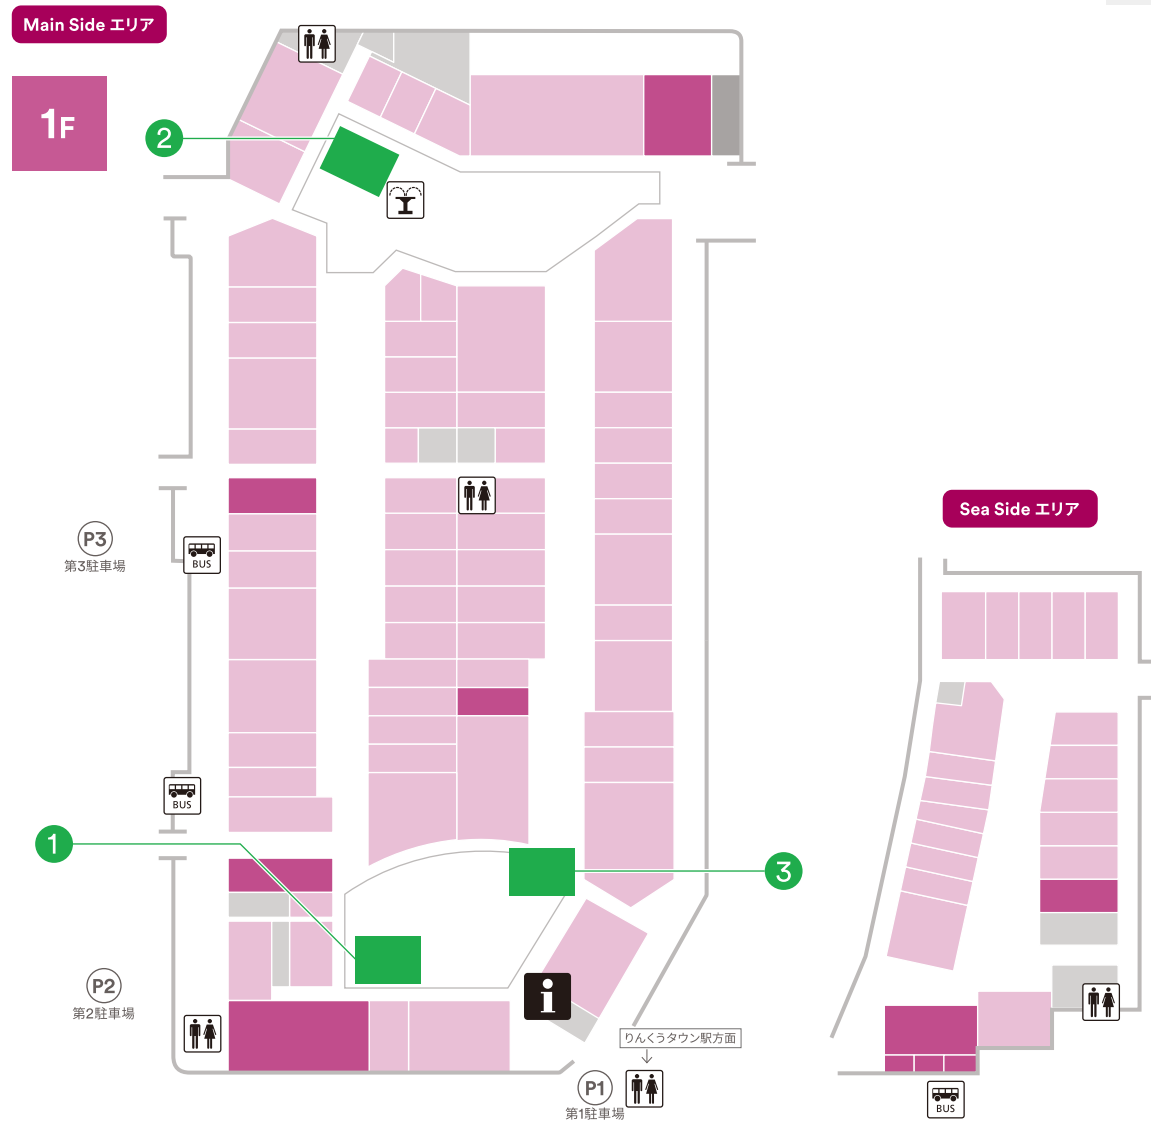 Main Side エリア
1F
2
P3
第3駐車場
BUS
Sea Side エリア
BUS
1
3
P2
第2駐車場
i
りんくうタウン駅方面
P1
第1駐車場
BUS